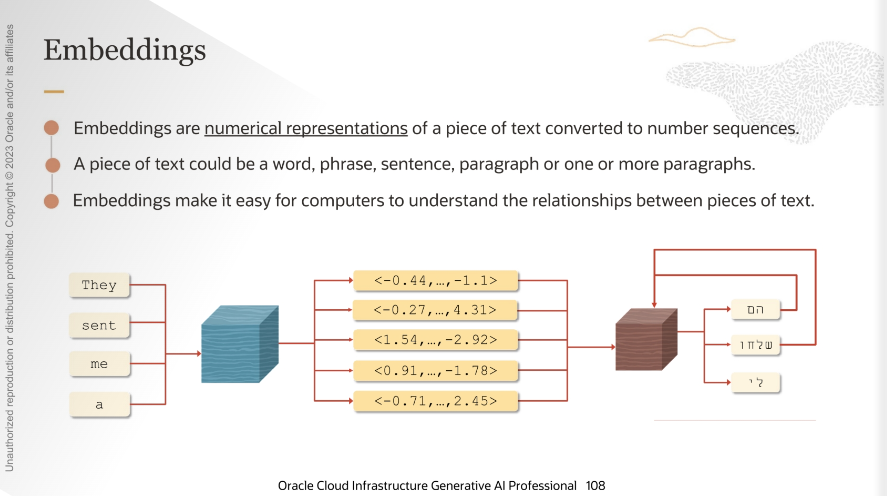 Embeddings
Embeddings are numerical representations of a piece of text converted to number sequences.
A piece of text could be a word, phrase, sentence, paragraph or one or more paragraphs.
Embeddings make it easy for computers to understand the relationships between pieces of text.
They
sent
me
a
<-0.44,…,-1.1>
<-0.27,…,4.31>
<1.54,…,-2.92>
<0.91,…,-1.78>
<-0.71,…,2.45>
הם
שלחו
לי
Oracle Cloud Infrastructure Generative AI Professional 108
Unauthorized reproduction or distribution prohibited. Copyright © 2023 Oracle and/or its affiliates